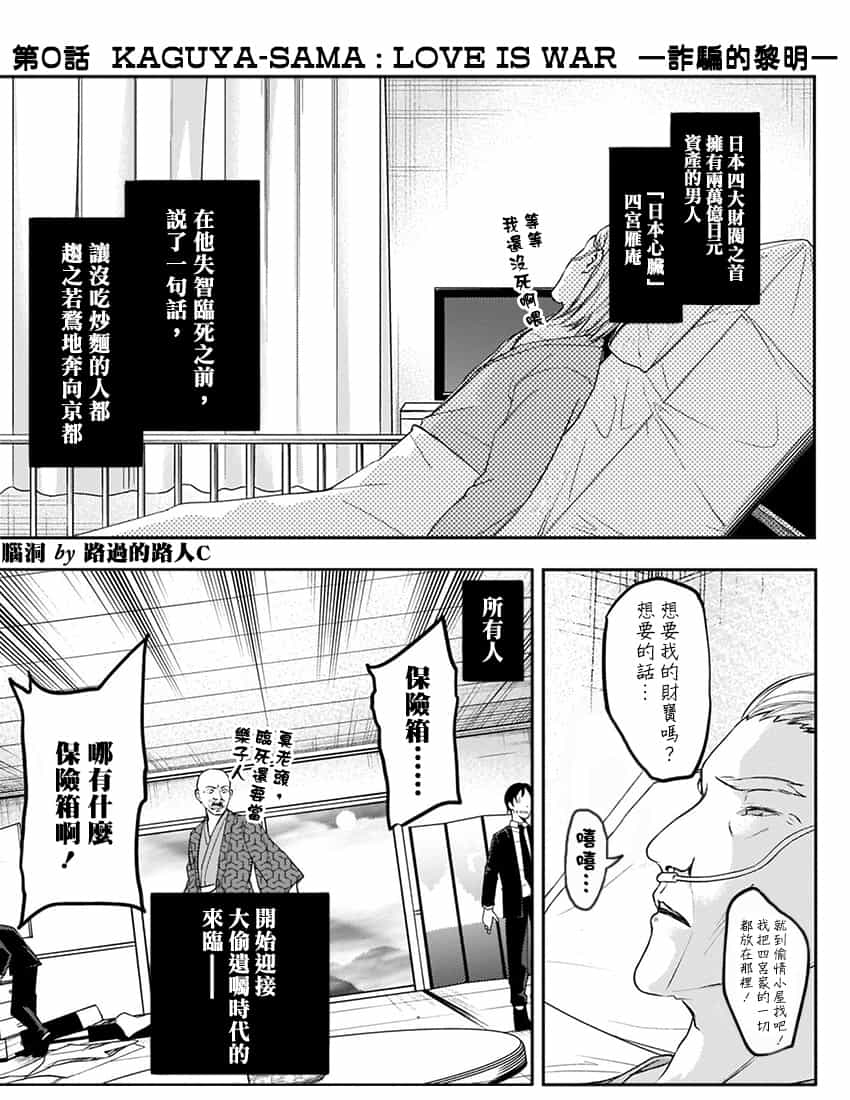 第0話 KAGUYA-SAMA : LOVE IS WAR —詐騙的黎明—
日本四大財閥之首
擁有兩萬億日元
資產的男人
「日本心臟」
四宮雁庵
等等
我還沒死啊喂
在他失智臨死之前，
說了一句話，
讓沒吃炒麵的人都
趨之若鶩地奔向京都
腦洞 by 路過的路人C
想要找的財寶嗎？
想要的話…
嘻嘻…
就到偷情小屋找吧！
我把四宮家的一切
都放在那裡！
所有人
保險箱……
臭老頭，
臨死還要當
樂子人
哪有什麼
保險箱啊！
開始迎接
大偷遺囑時代的
來臨——